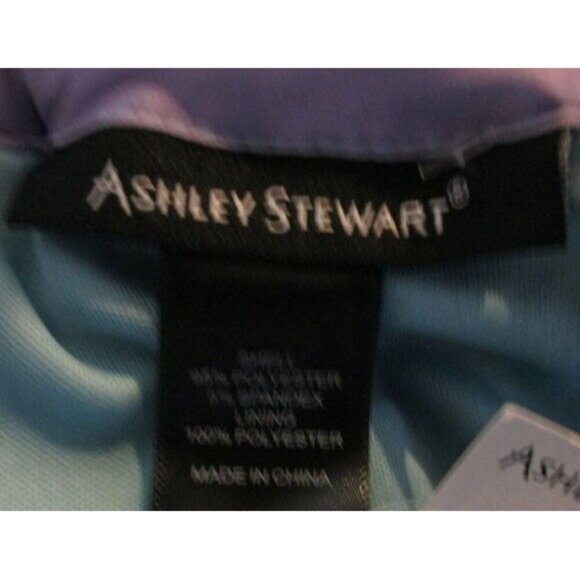 ASHLEY STEWART®
SHELL
95% POLYESTER
5% SPANDEX
LINING
100% POLYESTER
MADE IN CHINA
ASH